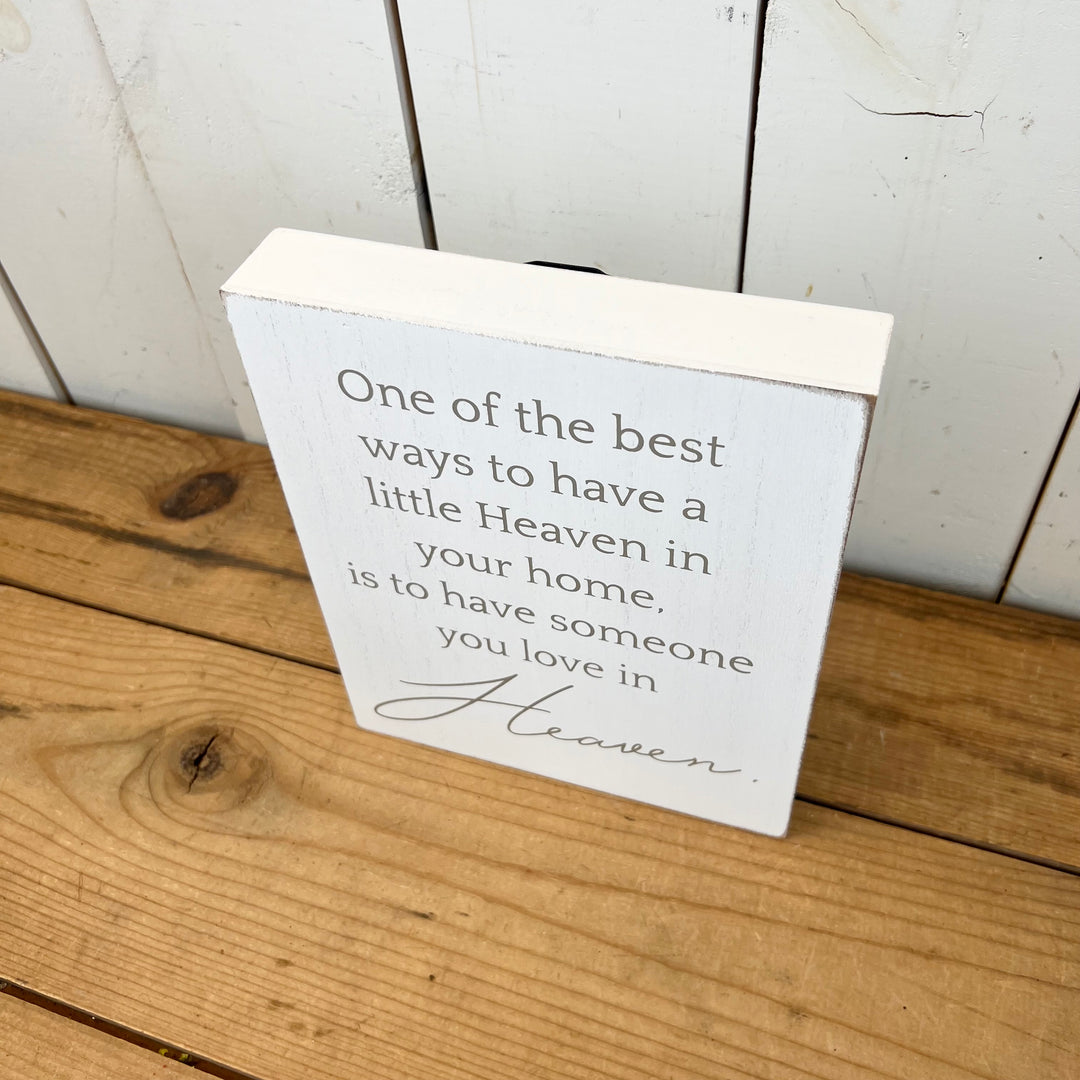 One of the best
ways to have a
little Heaven in
your home,
is to have someone
you love in
Heaven.